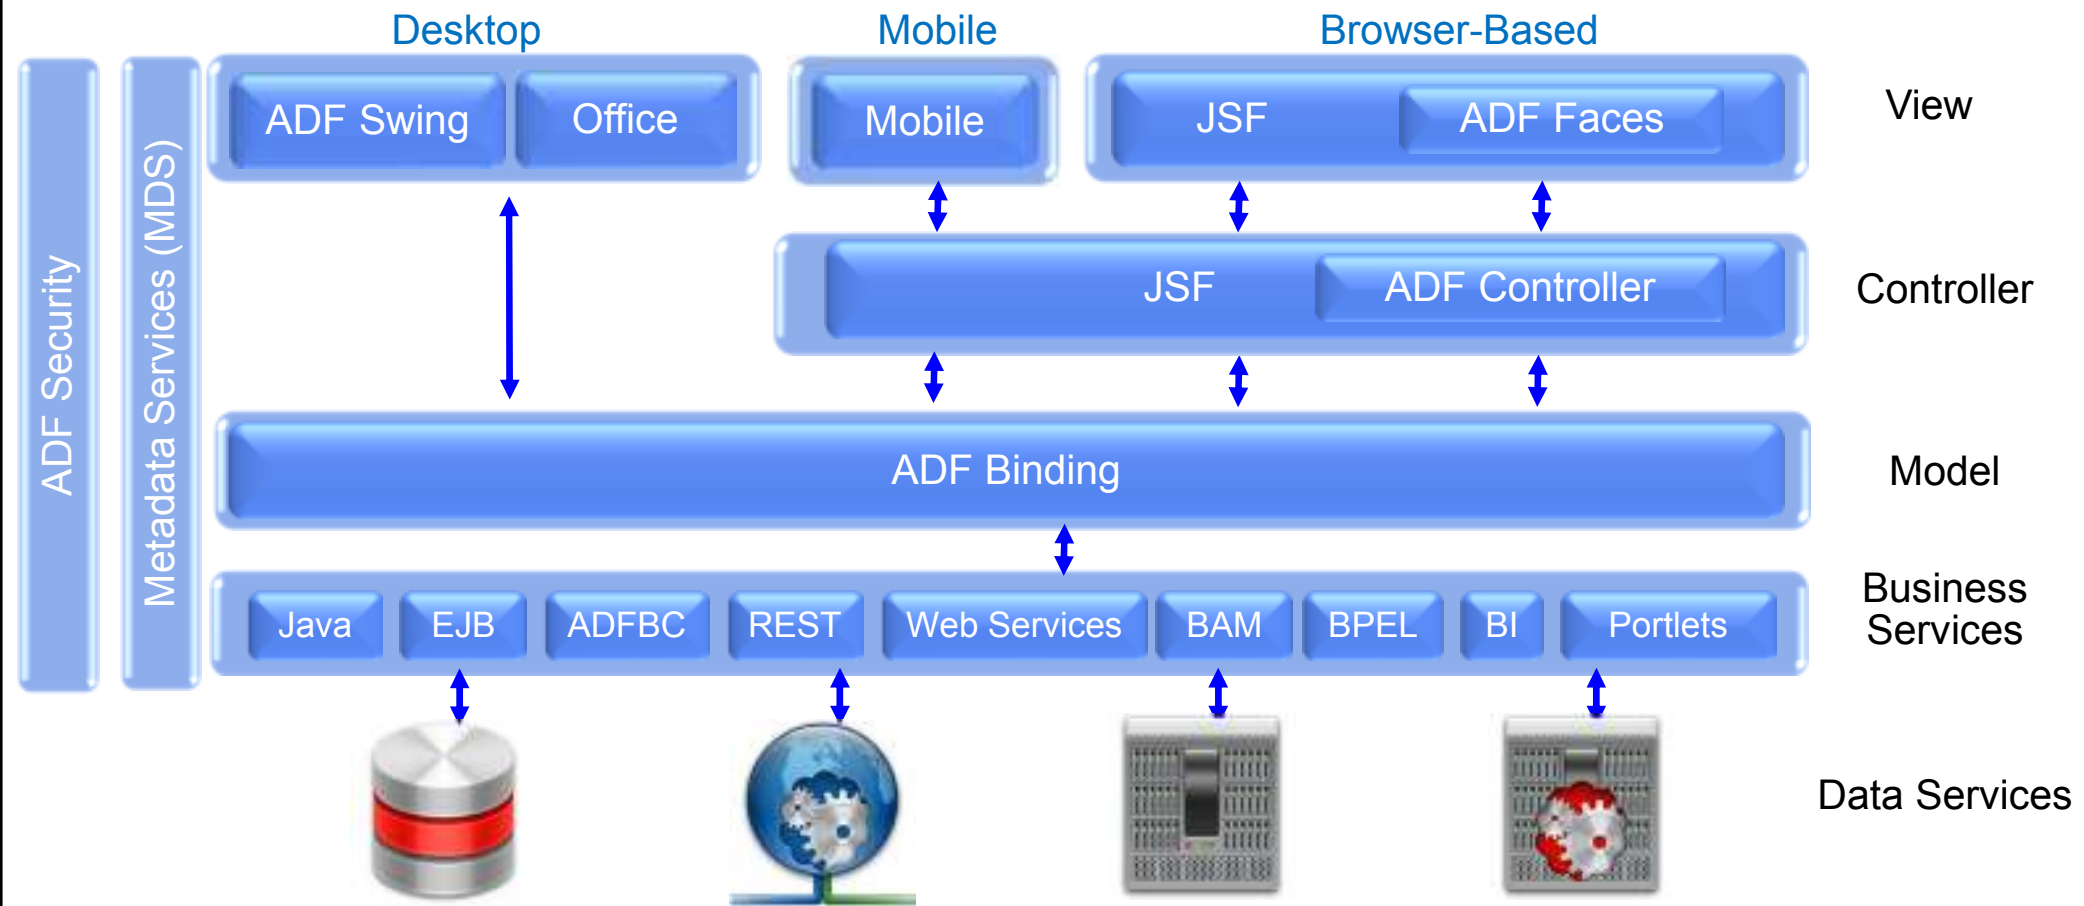 Desktop
Mobile
Browser-Based
ADF Security
Metadata Services (MDS)
ADF Swing
Office
Mobile
JSF
ADF Faces
View
JSF
ADF Controller
Controller
ADF Binding
Model
Java
EJB
ADFBC
REST
Web Services
BAM
BPEL
BI
Portlets
Business
Services
Data Services